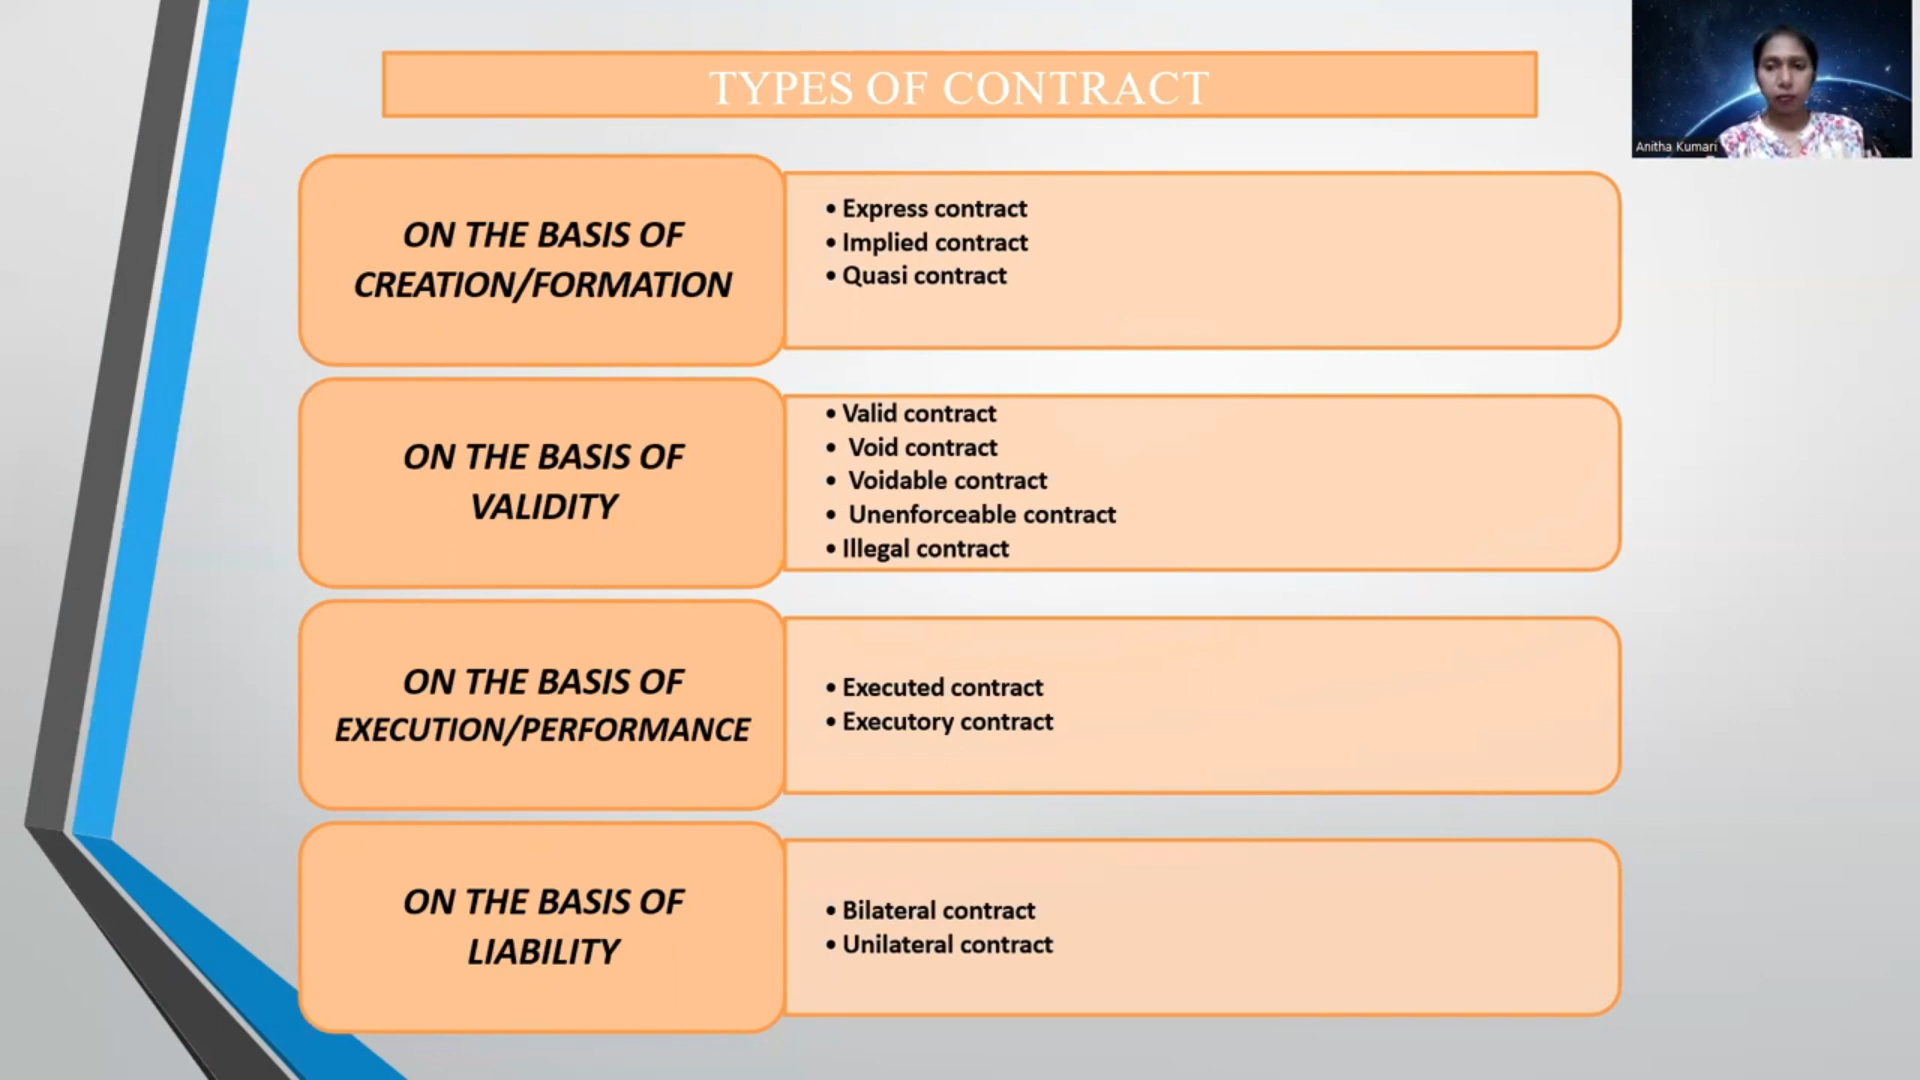 TYPES OF CONTRACT
Anitha Kumari
ON THE BASIS OF
CREATION/FORMATION
• Express contract
• Implied contract
• Quasi contract
ON THE BASIS OF
VALIDITY
• Valid contract
• Void contract
• Voidable contract
• Unenforceable contract
• Illegal contract
ON THE BASIS OF
EXECUTION/PERFORMANCE
• Executed contract
• Executory contract
ON THE BASIS OF
LIABILITY
• Bilateral contract
• Unilateral contract